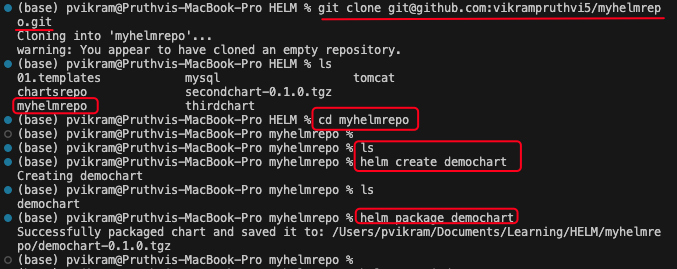 (base) pvikram@Pruthvis-MacBook-Pro HELM % git clone git@github.com:vikrampruthvi5/myhelmrep
o.git
Cloning into 'myhelmrepo'...
warning: You appear to have cloned an empty repository.
(base) pvikram@Pruthvis-MacBook-Pro HELM % ls
01.templates mysql tomcat
chartsrepo secondchart-0.1.0.tgz
myhelmrepo thirdchart
(base) pvikram@Pruthvis-MacBook-Pro HELM % cd myhelmrepo
(base) pvikram@Pruthvis-MacBook-Pro myhelmrepo %
(base) pvikram@Pruthvis-MacBook-Pro myhelmrepo % ls
(base) pvikram@Pruthvis-MacBook-Pro myhelmrepo % helm create demochart
Creating demochart
(base) pvikram@Pruthvis-MacBook-Pro myhelmrepo % ls
demochart
(base) pvikram@Pruthvis-MacBook-Pro myhelmrepo % helm package demochart
Successfully packaged chart and saved it to: /Users/pvikram/Documents/Learning/HELM/myhelmre
po/demochart-0.1.0.tgz
(base) pvikram@Pruthvis-MacBook-Pro myhelmrepo %